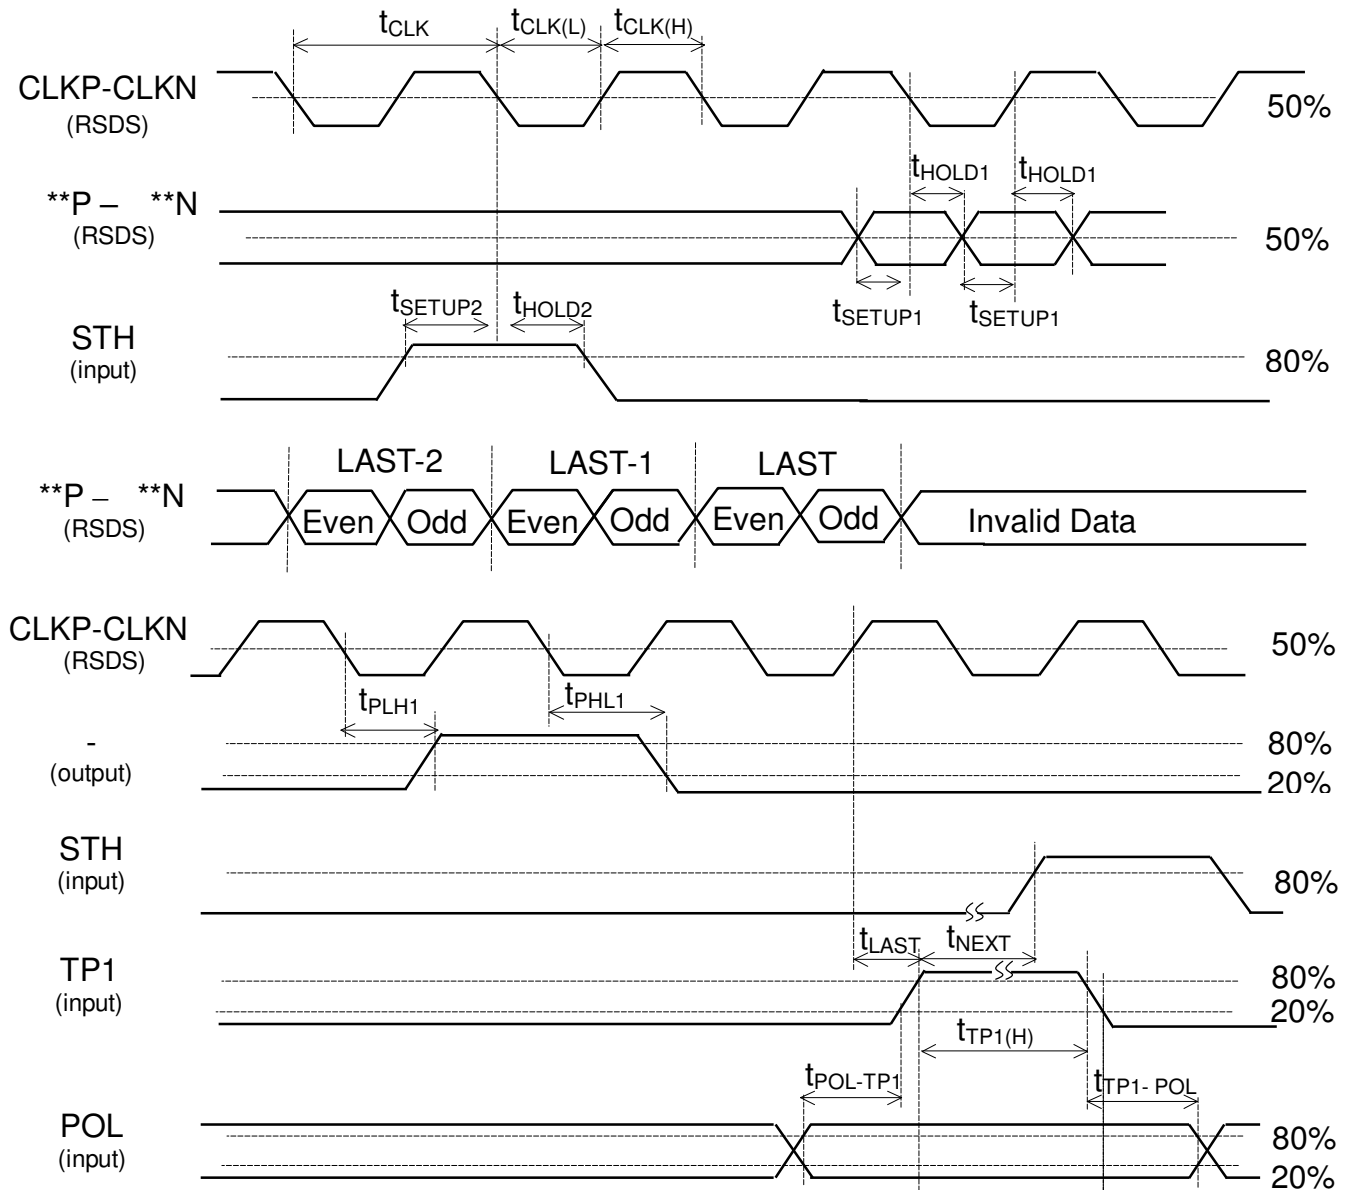 tCLK tCLK(L) tCLK(H)
CLKP-CLKN
(RSDS)
50%
tHOLD1 tHOLD1
**P – **N
(RSDS)
50%
tSETUP1 tSETUP1
tSETUP2 tHOLD2
STH
(input)
80%
LAST-2 LAST-1 LAST
**P – **N
(RSDS)
Even Odd Even Odd Even Odd Invalid Data
CLKP-CLKN
(RSDS)
50%
tPLH1 tPHL1
-
(output)
80%
20%
STH
(input)
80%
tLAST tNEXT
TP1
(input)
80%
20%
tTP1(H)
tPOL-TP1 tTP1- POL
POL
(input)
80%
20%